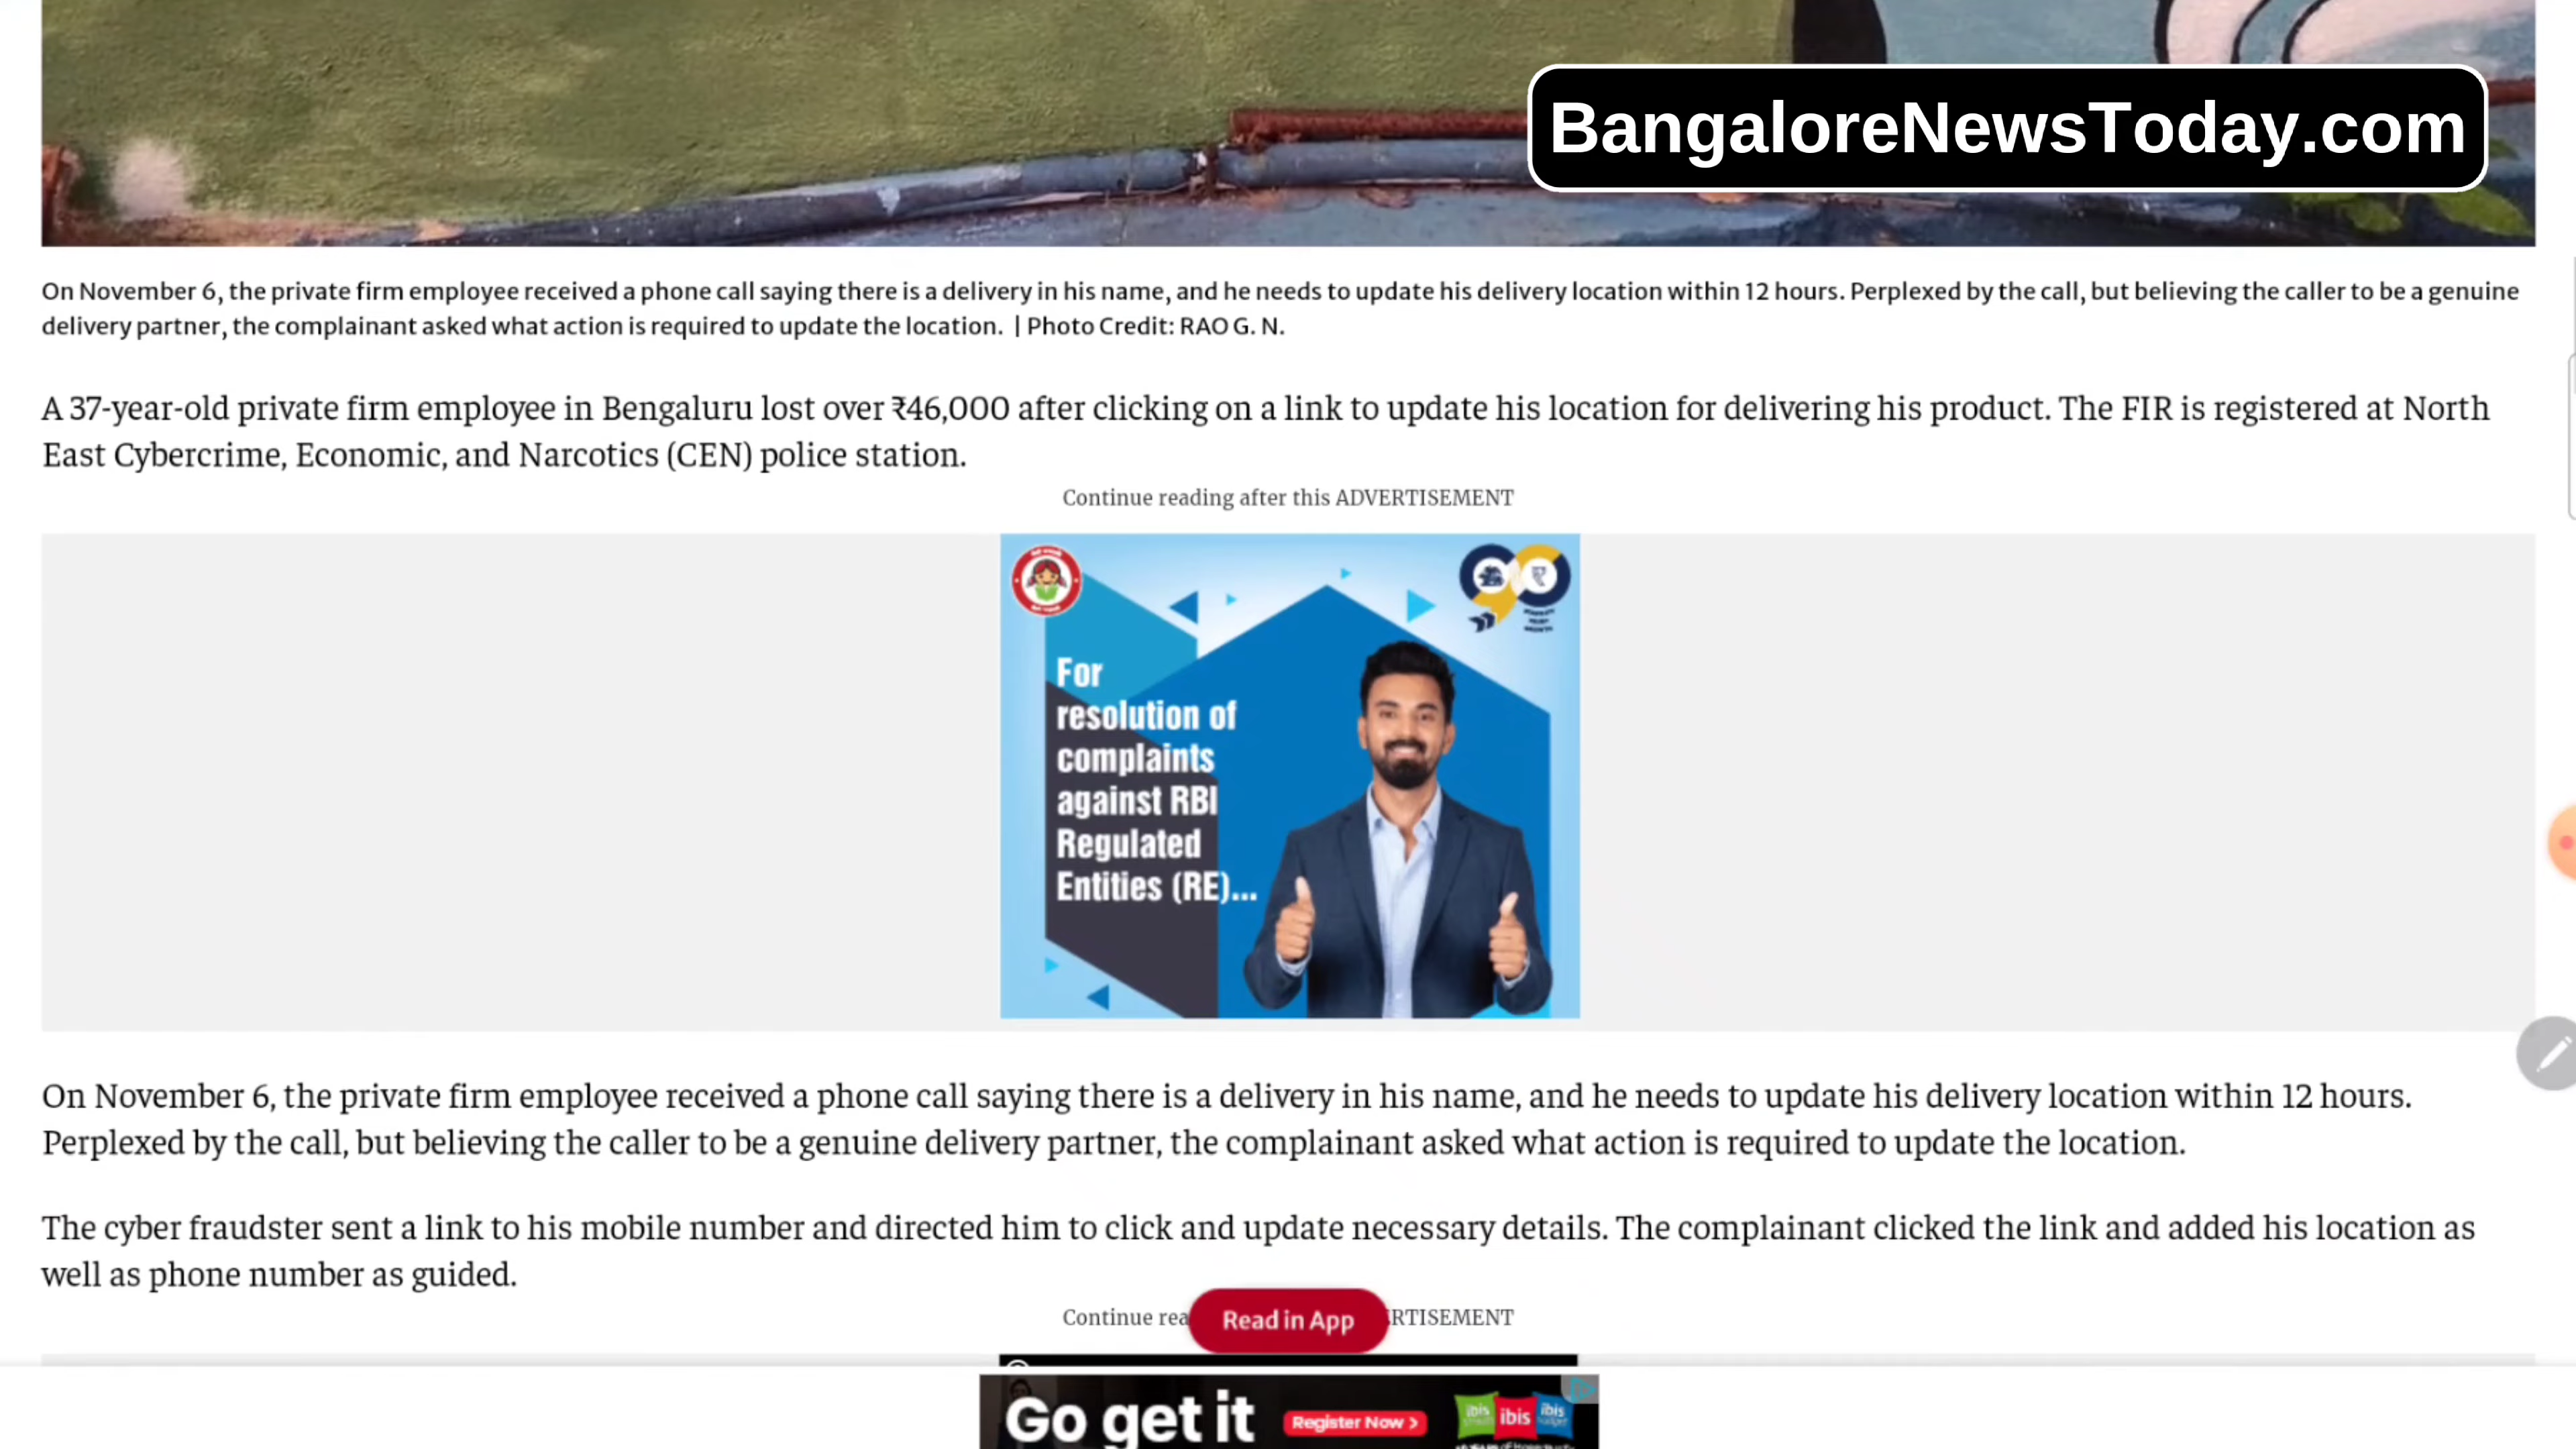 BangaloreNewsToday.com
On November 6, the private firm employee received a phone call saying there is a delivery in his name, and he needs to update his delivery location within 12 hours. Perplexed by the call, but believing the caller to be a genuine
delivery partner, the complainant asked what action is required to update the location. | Photo Credit: RAO G. N.
A 37-year-old private firm employee in Bengaluru lost over ₹46,000 after clicking on a link to update his location for delivering his product. The FIR is registered at North
East Cybercrime, Economic, and Narcotics (CEN) police station.
Continue reading after this ADVERTISEMENT
For
resolution of
complaints
against RBI
Regulated
Entities (RE)...
On November 6, the private firm employee received a phone call saying there is a delivery in his name, and he needs to update his delivery location within 12 hours.
Perplexed by the call, but believing the caller to be a genuine delivery partner, the complainant asked what action is required to update the location.
The cyber fraudster sent a link to his mobile number and directed him to click and update necessary details. The complainant clicked the link and added his location as
well as phone number as guided.
Continue
Read in App
Go get it
Register Now >
ibis ibis ibis